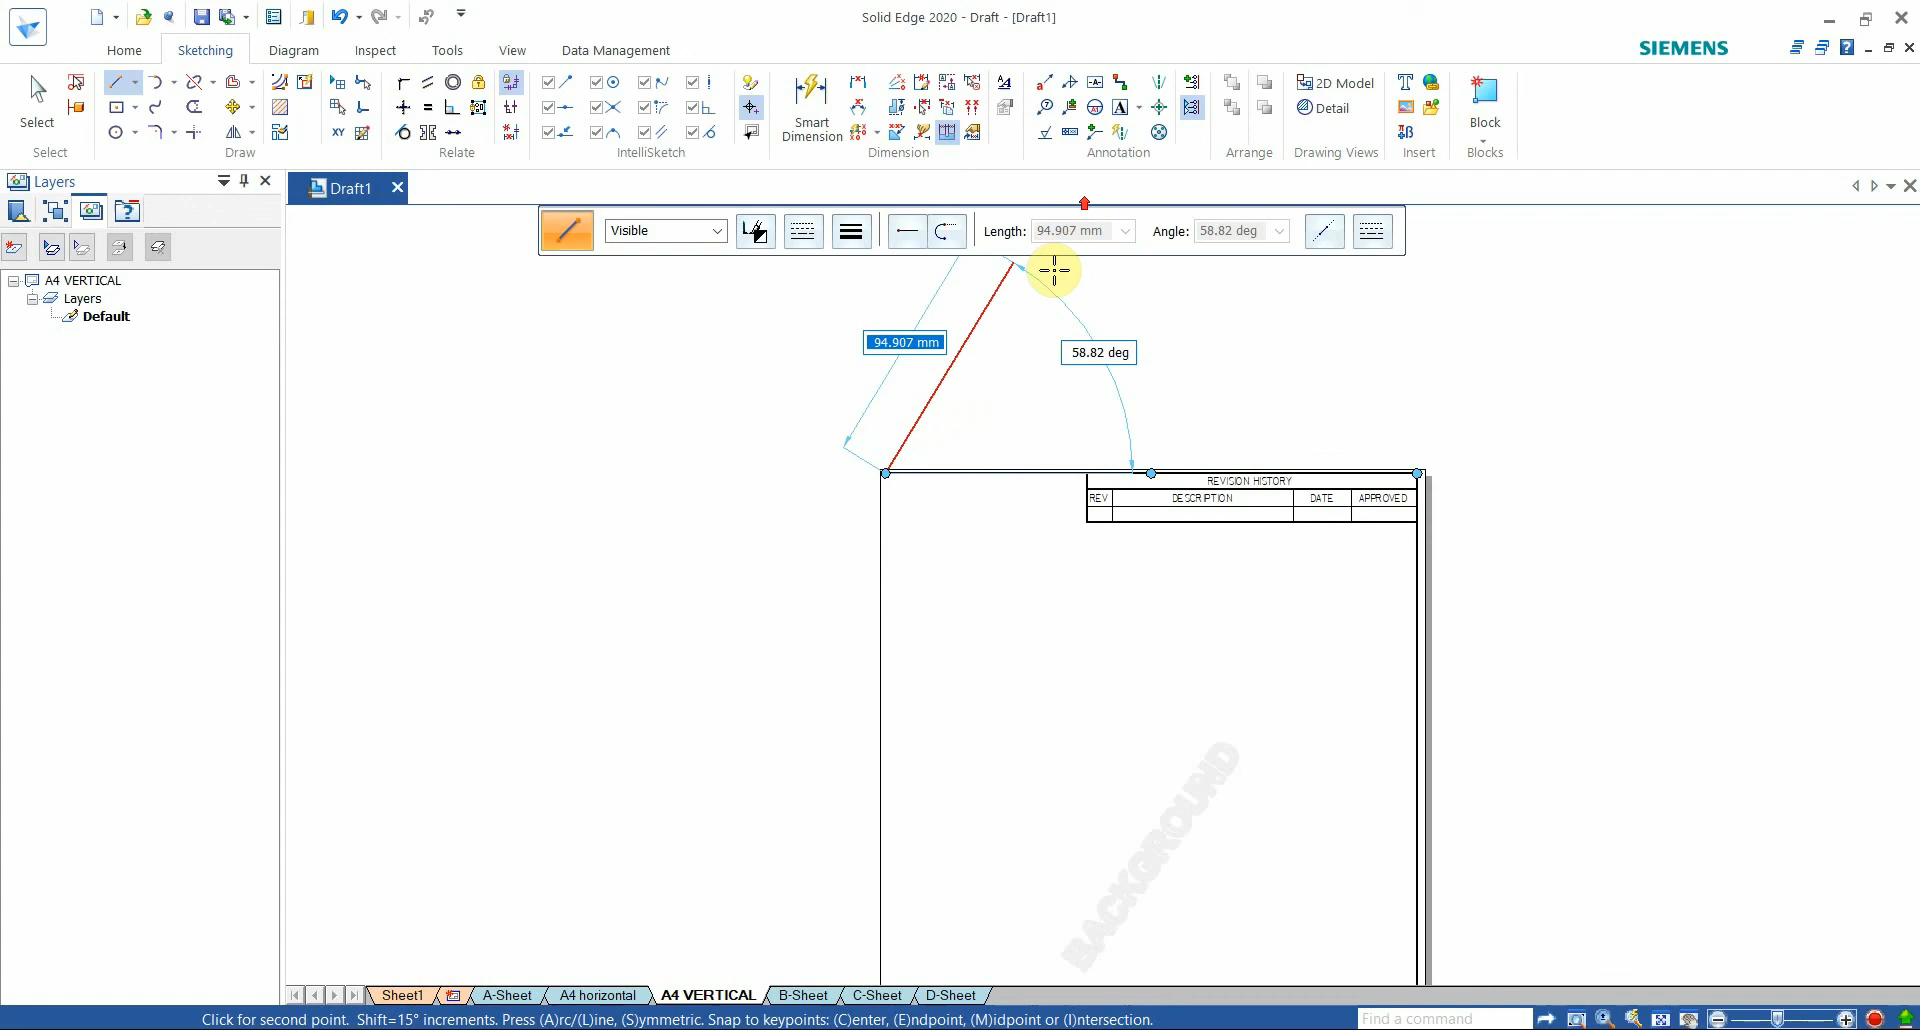 Solid Edge 2020 - Draft - [Draft1]
Home Sketching Diagram Inspect Tools View Data Management
SIEMENS
Select
Smart
Dimension
XY
2D Model
Detail
Block
Select Draw Relate IntelliSketch Dimension Annotation Arrange Drawing Views Insert Blocks
Layers
Draft1
Visible
Length: 94.907 mm
Angle: 58.82 deg
A4 VERTICAL
Layers
Default
94.907 mm
58.82 deg
REVISION HISTORY
REV DESCRIPTION DATE APPROVED
BACKGROUND
Sheet1 A-Sheet A4 horizontal A4 VERTICAL B-Sheet C-Sheet D-Sheet
Click for second point. Shift=15° increments. Press (A)rc/(L)ine, (S)ymmetric. Snap to keypoints: (C)enter, (E)ndpoint, (M)idpoint or (I)ntersection.
Find a command